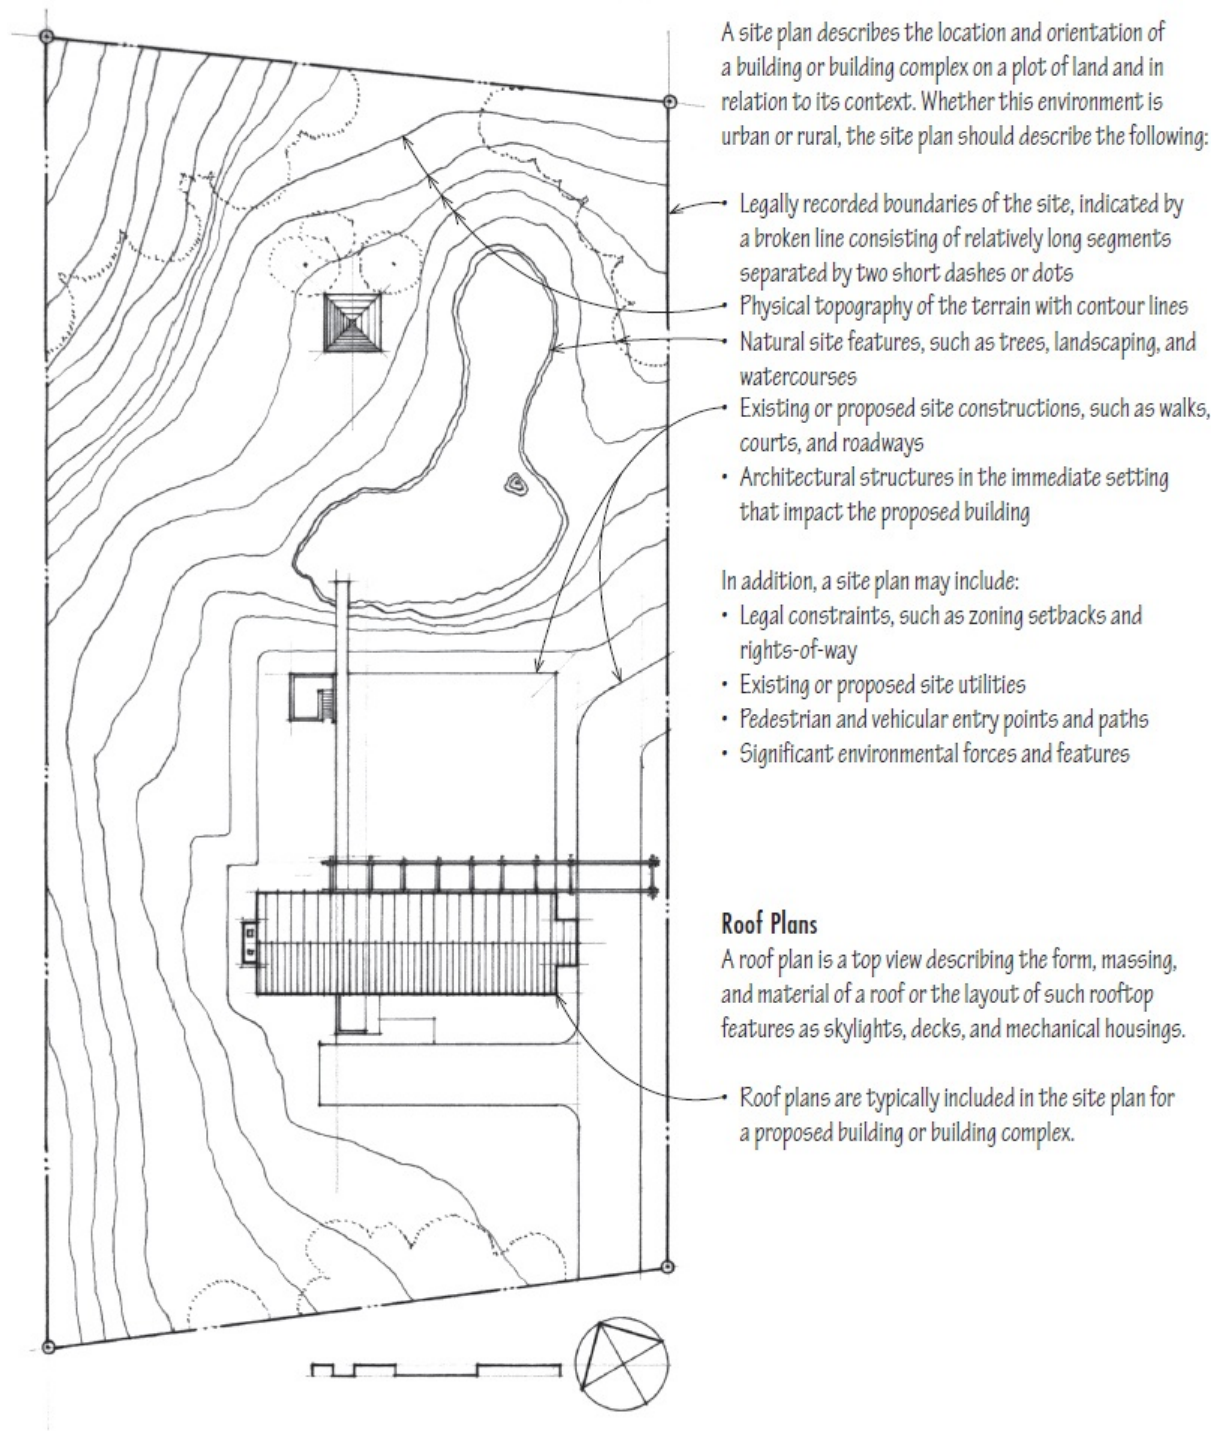 A site plan describes the location and orientation of
a building or building complex on a plot of land and in
relation to its context. Whether this environment is
urban or rural, the site plan should describe the following:
• Legally recorded boundaries of the site, indicated by
a broken line consisting of relatively long segments
separated by two short dashes or dots
• Physical topography of the terrain with contour lines
• Natural site features, such as trees, landscaping, and
watercourses
• Existing or proposed site constructions, such as walks,
courts, and roadways
• Architectural structures in the immediate setting
that impact the proposed building
In addition, a site plan may include:
• Legal constraints, such as zoning setbacks and
rights-of-way
• Existing or proposed site utilities
• Pedestrian and vehicular entry points and paths
• Significant environmental forces and features
Roof Plans
A roof plan is a top view describing the form, massing,
and material of a roof or the layout of such rooftop
features as skylights, decks, and mechanical housings.
• Roof plans are typically included in the site plan for
a proposed building or building complex.